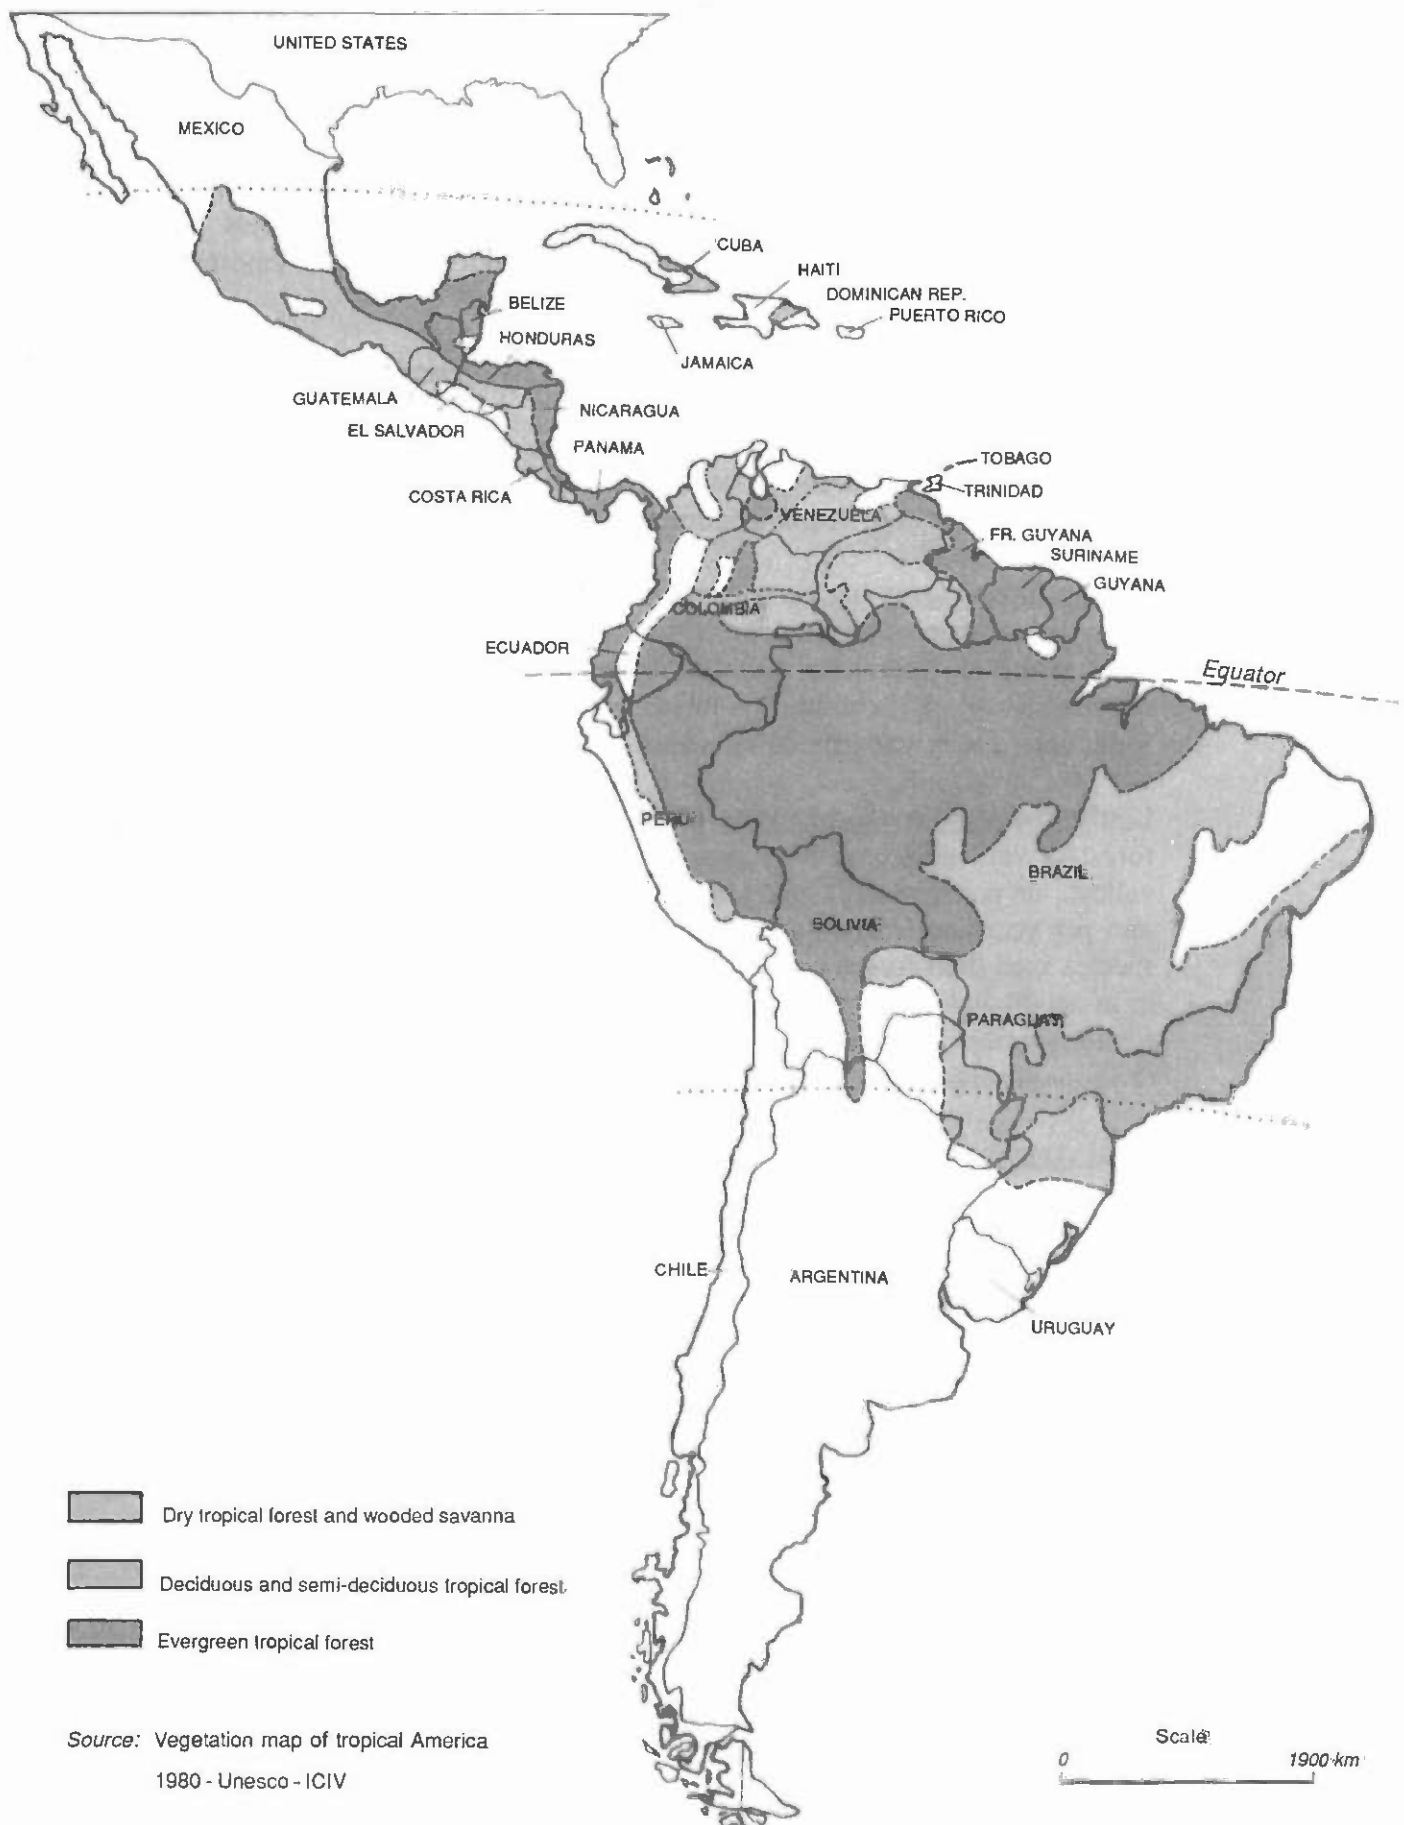 UNITED STATES
MEXICO
CUBA
HAITI
DOMINICAN REP.
PUERTO RICO
BELIZE
HONDURAS
JAMAICA
GUATEMALA
NICARAGUA
EL SALVADOR
PANAMA
TOBAGO
COSTA RICA
TRINIDAD
VENEZUELA
FR. GUYANA
SURINAME
GUYANA
COLOMBIA
ECUADOR
Equator
PERU
BRAZIL
BOLIVIA
PARAGUAY
CHILE
ARGENTINA
URUGUAY
Dry tropical forest and wooded savanna
Deciduous and semi-deciduous tropical forest
Evergreen tropical forest
Source: Vegetation map of tropical America
1980 - Unesco - ICIV
Scale
0 1900 km